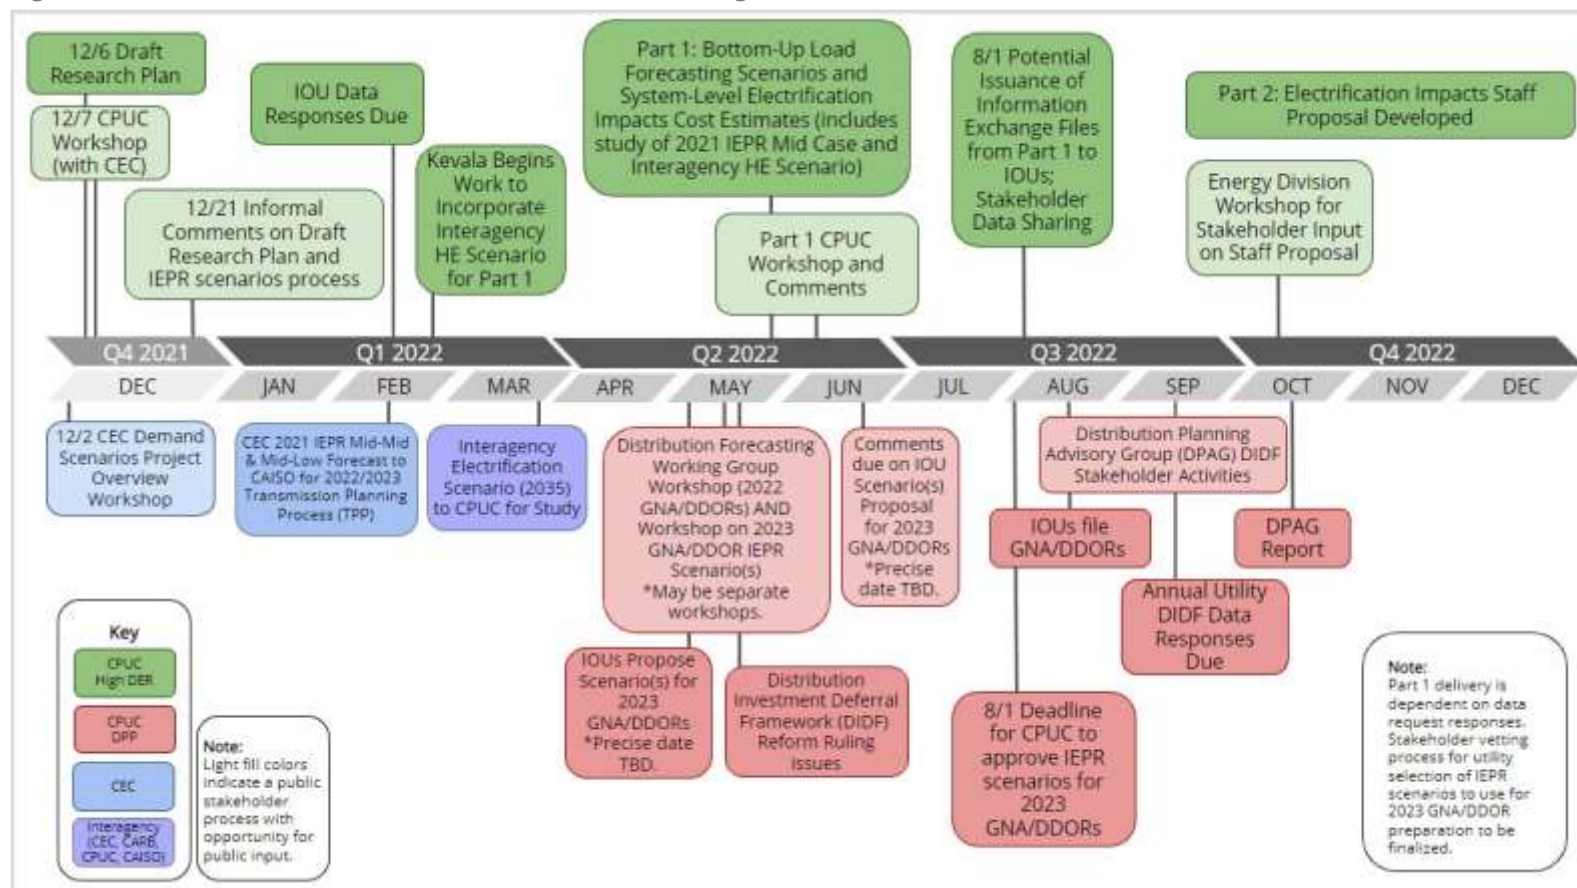 12/6 Draft
Research Plan
12/7 CPUC
Workshop
(with CEC)
12/21 Informal
Comments on Draft
Research Plan and
IEPR scenarios process
IOU Data
Responses Due
Kevala Begins
Work to
Incorporate
Interagency
HE Scenario
for Part 1
Part 1: Bottom-Up Load
Forecasting Scenarios and
System-Level Electrification
Impacts Cost Estimates (includes
study of 2021 IEPR Mid Case and
Interagency HE Scenario)
Part 1 CPUC
Workshop and
Comments
8/1 Potential
Issuance of
Information
Exchange Files
from Part 1 to
IOUs;
Stakeholder
Data Sharing
Part 2: Electrification Impacts Staff
Proposal Developed
Energy Division
Workshop for
Stakeholder Input
on Staff Proposal
Q4 2021 Q1 2022 Q2 2022 Q3 2022 Q4 2022
DEC JAN FEB MAR APR MAY JUN JUL AUG SEP OCT NOV DEC
12/2 CEC Demand
Scenarios Project
Overview
Workshop
CEC 2021 IEPR Mid-Mid
& Mid-Low Forecast to
CAISO for 2022/2023
Transmission Planning
Process (TPP)
Interagency
Electrification
Scenario (2035)
to CPUC for Study
Distribution Forecasting
Working Group
Workshop (2022
GNA/DDORs) AND
Workshop on 2023
GNA/DDOR IEPR
Scenario(s)
*May be separate
workshops.
Comments
due on IOU
Scenario(s)
Proposal
for 2023
GNA/DDORs
*Precise
date TBD.
Distribution Planning
Advisory Group (DPAG) DIDF
Stakeholder Activities
IOUs file
GNA/DDORs
DPAG
Report
Annual Utility
DIDF Data
Responses
Due
IOUs Propose
Scenario(s) for
2023
GNA/DDORs
*Precise date
TBD.
Distribution
Investment Deferral
Framework (DIDF)
Reform Ruling
Issues
8/1 Deadline
for CPUC to
approve IEPR
scenarios for
2023
GNA/DDORs
Key
CPUC
High DER
CPUC
DPP
CEC
Interagency
(CEC, CARB,
CPUC, CAISO)
Note:
Light fill colors
indicate a public
stakeholder
process with
opportunity for
public input.
Note:
Part 1 delivery is
dependent on data
request responses.
Stakeholder vetting
process for utility
selection of IEPR
scenarios to use for
2023 GNA/DDOR
preparation to be
finalized.